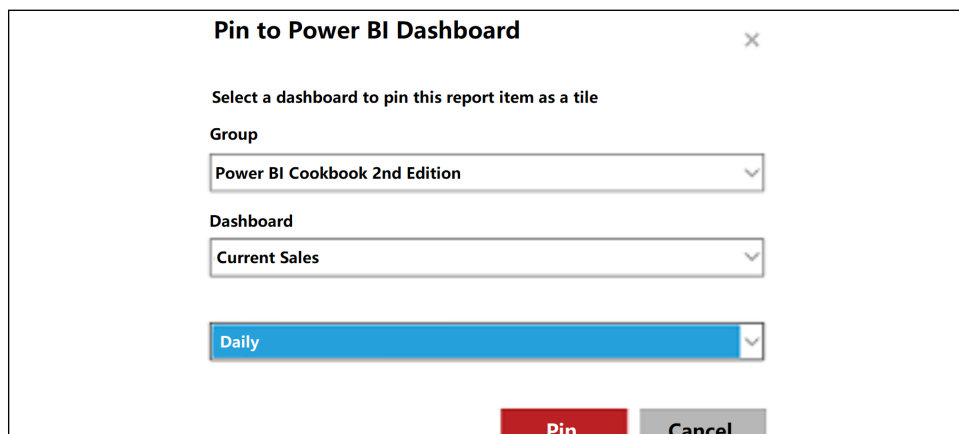 Pin to Power BI Dashboard
Select a dashboard to pin this report item as a tile
Group
Power BI Cookbook 2nd Edition
Dashboard
Current Sales
Daily
Pin Cancel